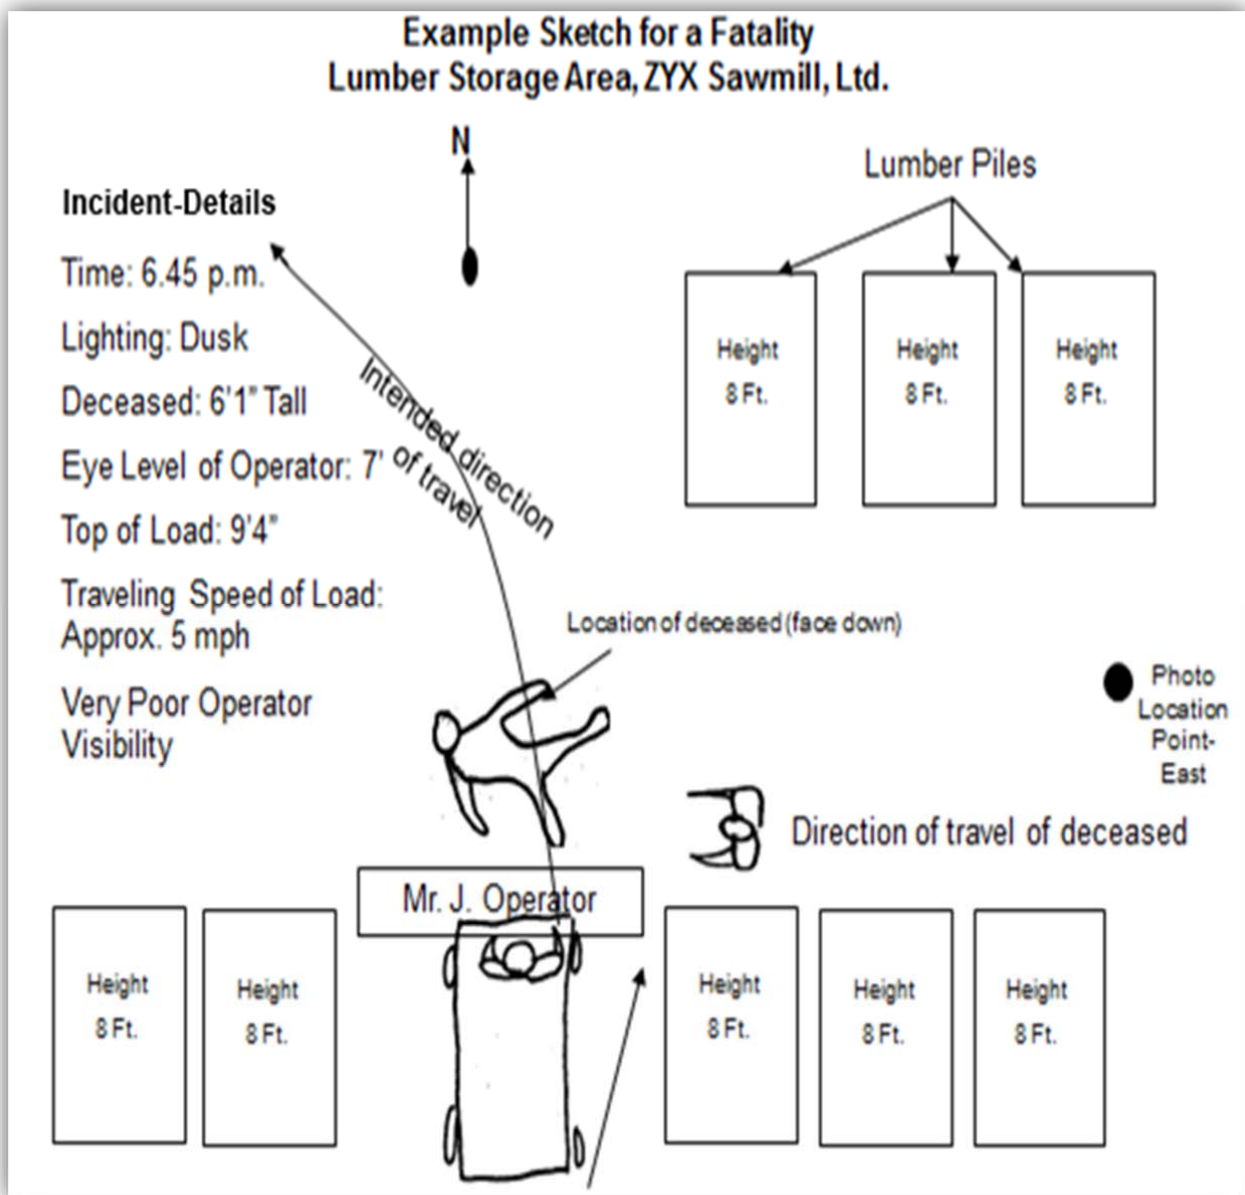 Example Sketch for a Fatality
Lumber Storage Area, ZYX Sawmill, Ltd.
N
Lumber Piles
Incident-Details
Time: 6.45 p.m.
Lighting: Dusk
Deceased: 6'1" Tall
Eye Level of Operator: 7'
Top of Load: 9'4"
Traveling Speed of Load:
Approx. 5 mph
Very Poor Operator
Visibility
Intended direction
of travel
Height
8 Ft.
Height
8 Ft.
Height
8 Ft.
Location of deceased (face down)
Photo
Location
Point-
East
Direction of travel of deceased
Mr. J. Operator
Height
8 Ft.
Height
8 Ft.
Height
8 Ft.
Height
8 Ft.
Height
8 Ft.